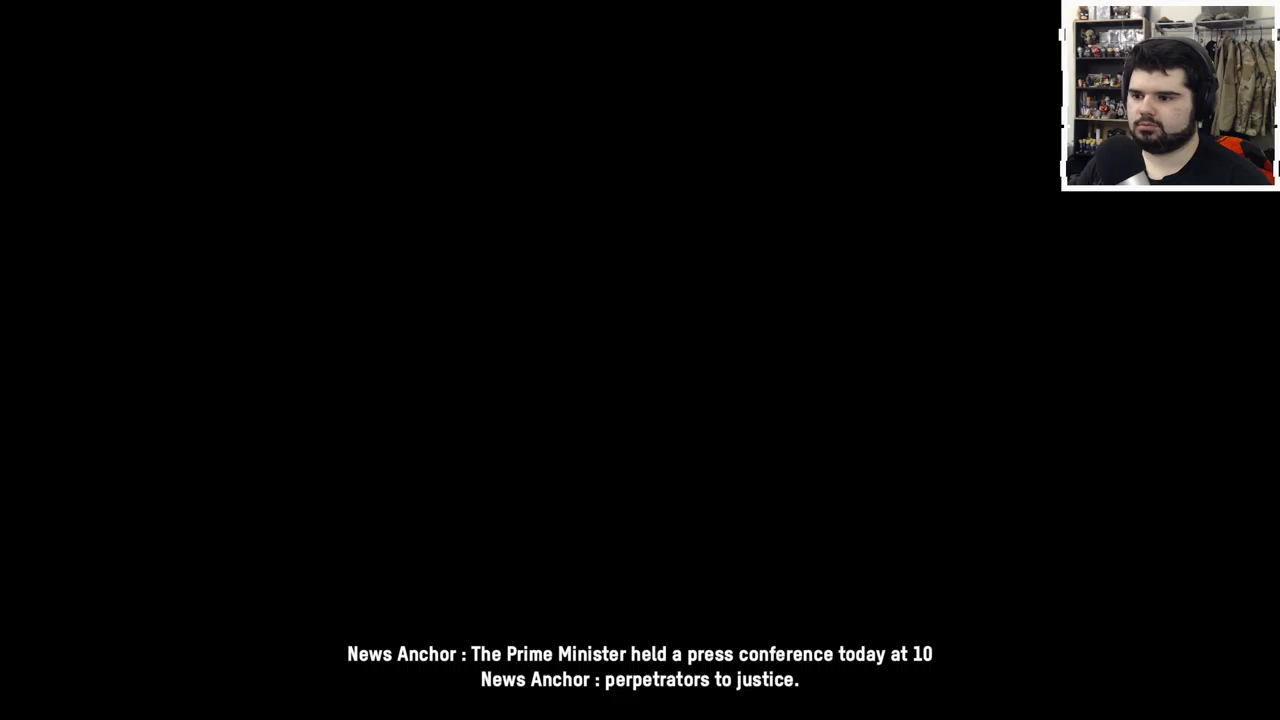 News Anchor : The Prime Minister held a press conference today at 10
News Anchor : perpetrators to justice.